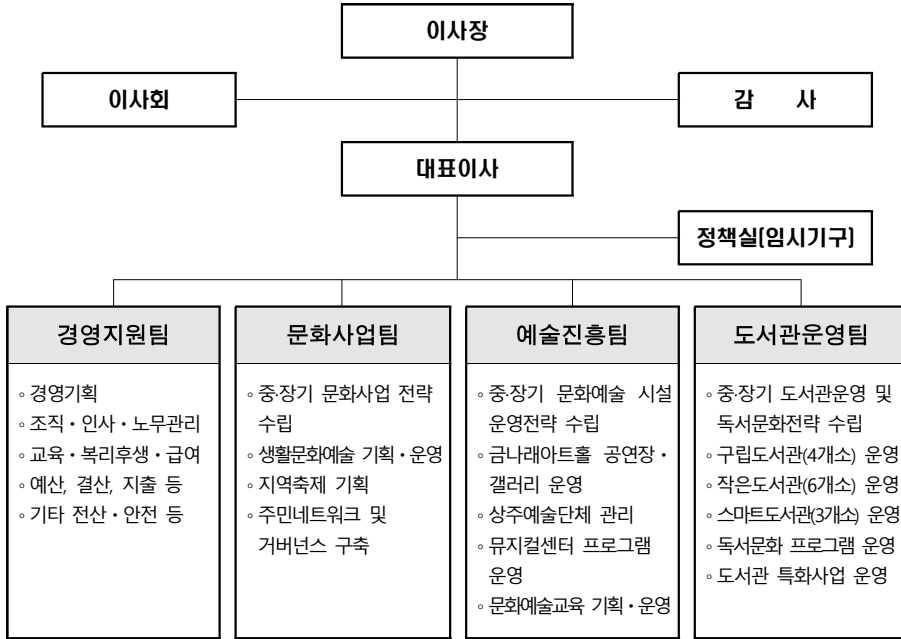 이사장
이사회
감 사
대표이사
정책실(임시기구)
경영지원팀
◦ 경영기획
◦ 조직・인사・노무관리
◦ 교육・복리후생・급여
◦ 예산, 결산, 지출 등
◦ 기타 전산・안전 등
문화사업팀
◦ 중·장기 문화사업 전략
수립
◦ 생활문화예술 기획・운영
◦ 지역축제 기획
◦ 주민네트워크 및
거버넌스 구축
예술진흥팀
◦ 중·장기 문화예술 시설
운영전략 수립
◦ 금나래아트홀 공연장・
갤러리 운영
◦ 상주예술단체 관리
◦ 뮤지컬센터 프로그램
운영
◦ 문화예술교육 기획・운영
도서관운영팀
◦ 중·장기 도서관운영 및
독서문화전략 수립
◦ 구립도서관(4개소) 운영
◦ 작은도서관(6개소) 운영
◦ 스마트도서관(3개소) 운영
◦ 독서문화 프로그램 운영
◦ 도서관 특화사업 운영